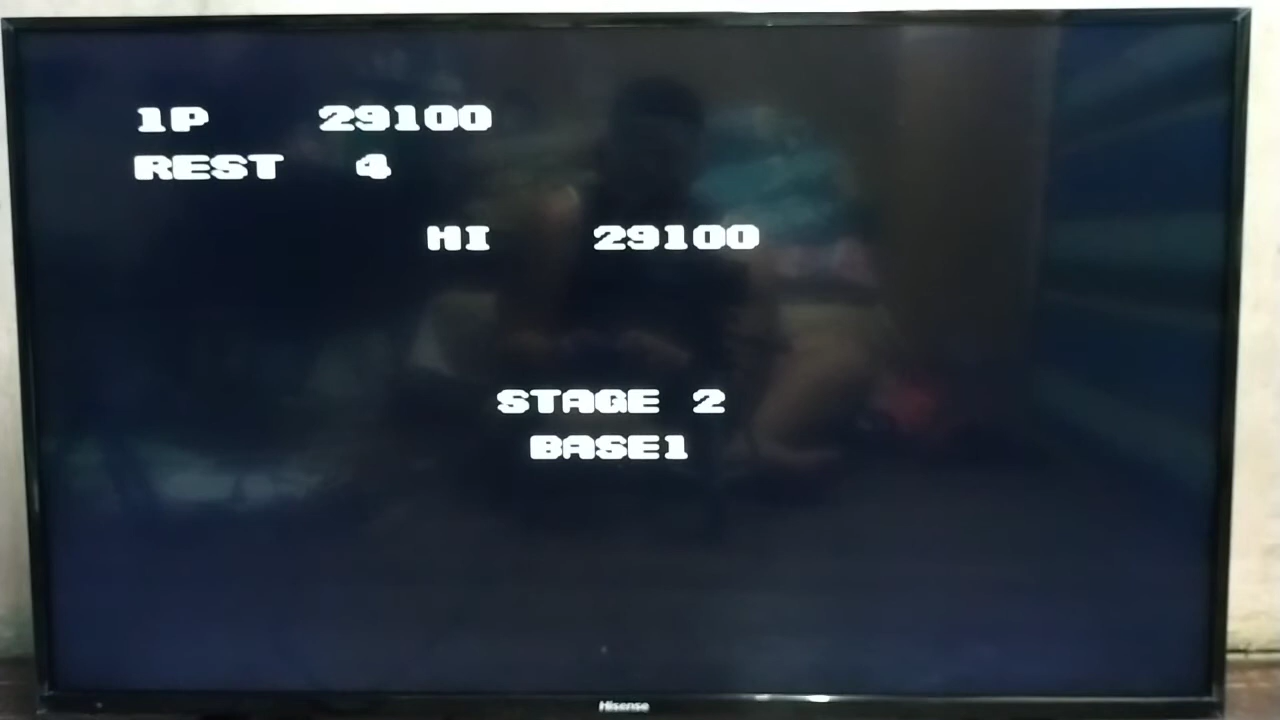 1P 29100
REST 4
HI 29100
STAGE 2
BASE1
Hisense